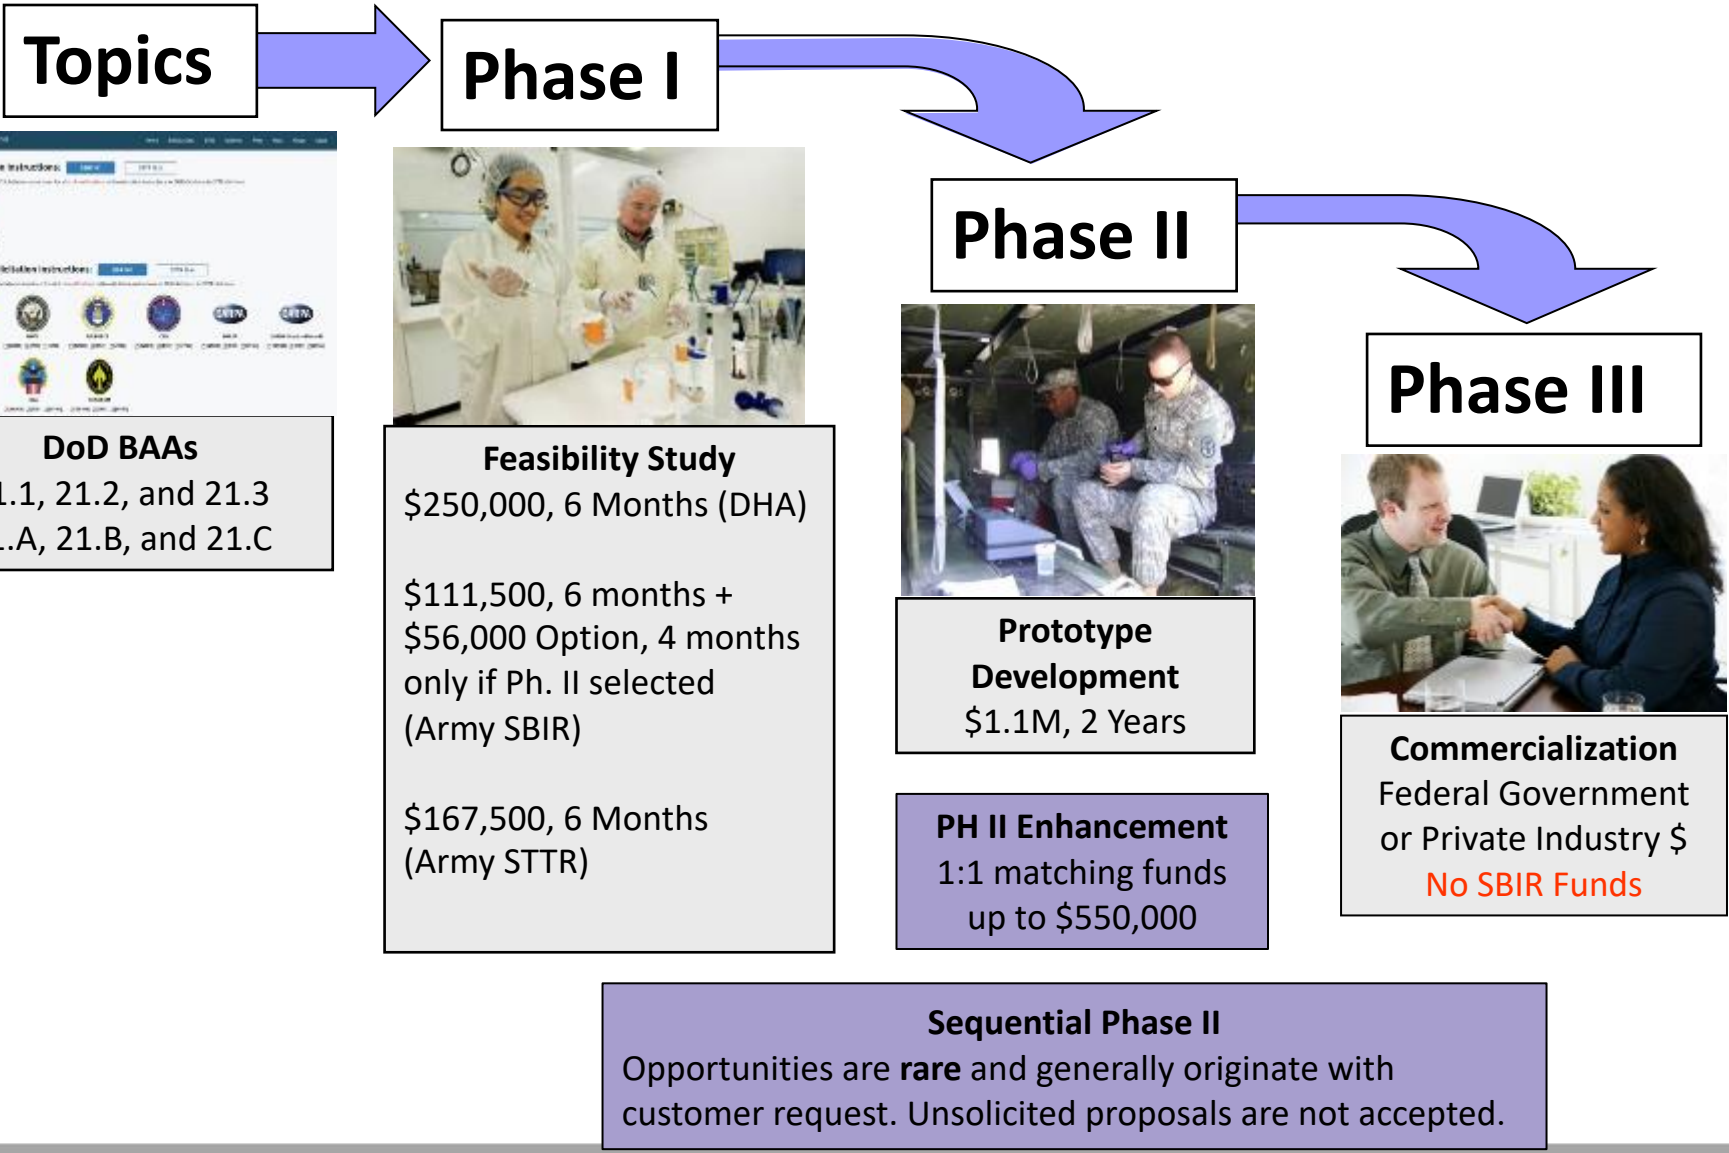 Topics
Phase I
Phase II
Phase III
DoD BAAs
.1, 21.2, and 21.3
.A, 21.B, and 21.C
Feasibility Study
$250,000, 6 Months (DHA)
$111,500, 6 months +
$56,000 Option, 4 months
only if Ph. II selected
(Army SBIR)
$167,500, 6 Months
(Army STTR)
Prototype
Development
$1.1M, 2 Years
PH II Enhancement
1:1 matching funds
up to $550,000
Commercialization
Federal Government
or Private Industry $
No SBIR Funds
Sequential Phase II
Opportunities are rare and generally originate with
customer request. Unsolicited proposals are not accepted.